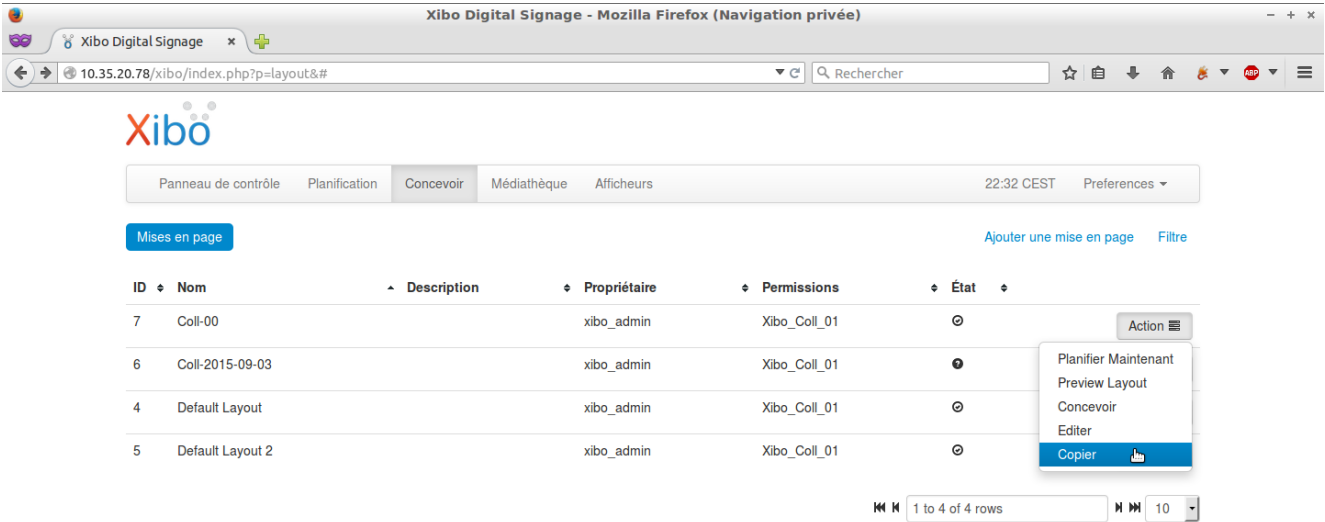 Xibo Digital Signage - Mozilla Firefox (Navigation privée)
Xibo Digital Signage
10.35.20.78/xibo/index.php?p=layout&#
Rechercher
ABP
Xibo
Panneau de contrôle Planification Concevoir Médiathèque Afficheurs 22:32 CEST Preferences
Mises en page Ajouter une mise en page Filtre
ID Nom Description Propriétaire Permissions État
7 Coll-00 xibo_admin Xibo_Coll_01 Action
6 Coll-2015-09-03 xibo_admin Xibo_Coll_01
4 Default Layout xibo_admin Xibo_Coll_01
5 Default Layout 2 xibo_admin Xibo_Coll_01
Planifier Maintenant
Preview Layout
Concevoir
Editer
Copier
1 to 4 of 4 rows 10